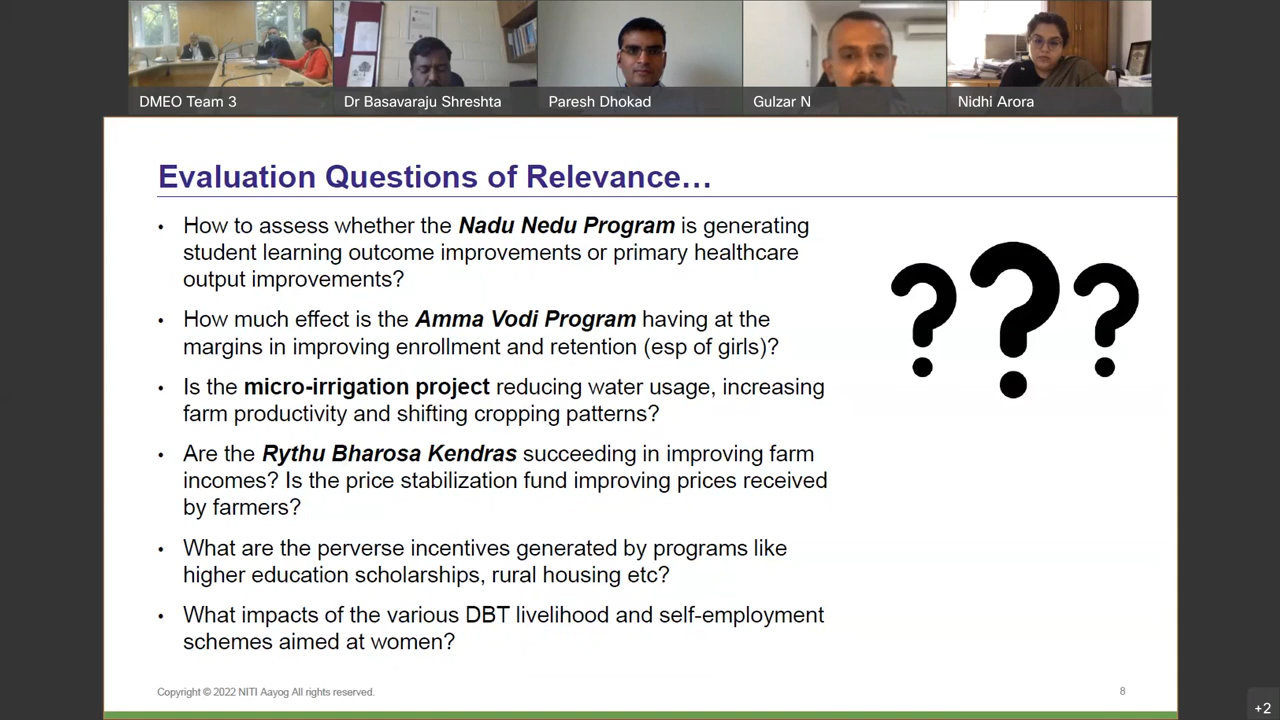 DMEO Team 3
Dr Basavaraju Shreshta
Paresh Dhokad
Gulzar N
Nidhi Arora
Evaluation Questions of Relevance…
• How to assess whether the Nadu Nedu Program is generating
student learning outcome improvements or primary healthcare
output improvements?
• How much effect is the Amma Vodi Program having at the
margins in improving enrollment and retention (esp of girls)?
• Is the micro-irrigation project reducing water usage, increasing
farm productivity and shifting cropping patterns?
• Are the Rythu Bharosa Kendras succeeding in improving farm
incomes? Is the price stabilization fund improving prices received
by farmers?
• What are the perverse incentives generated by programs like
higher education scholarships, rural housing etc?
• What impacts of the various DBT livelihood and self-employment
schemes aimed at women?
???
Copyright © 2022 NITI Aayog All rights reserved.
8
+2